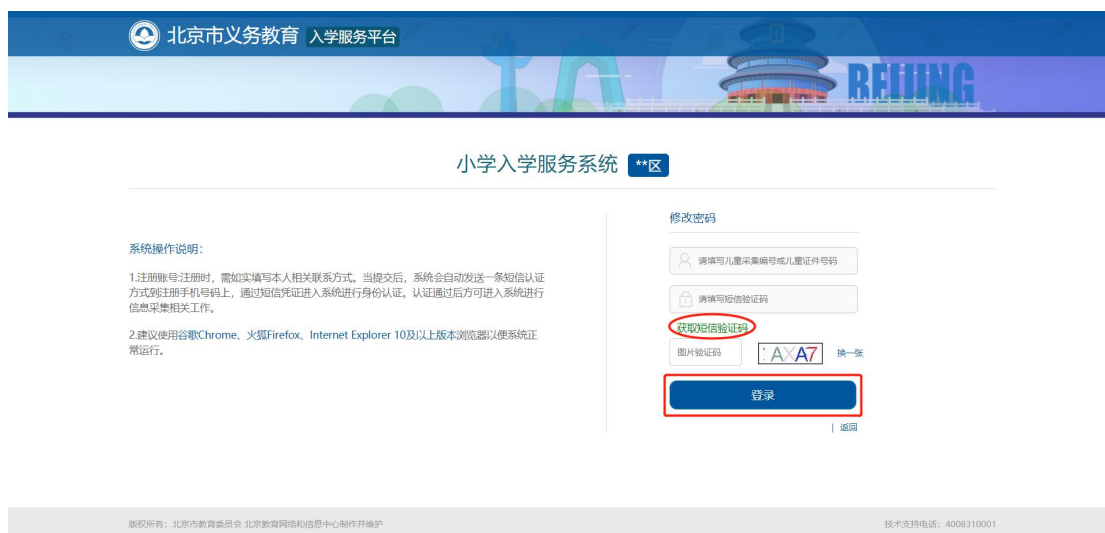 北京市义务教育 入学服务平台
BEIJING
小学入学服务系统 **区
修改密码
系统操作说明：
请填写儿童采集编号或儿童证件号码
1.注册账号:注册时，需如实填写本人相关联系方式。当提交后，系统会自动发送一条短信认证
方式到注册手机号码上，通过短信凭证进入系统进行身份认证。认证通过后方可进入系统进行
信息采集相关工作。
请填写短信验证码
获取短信验证码
2.建议使用谷歌Chrome、火狐Firefox、Internet Explorer 10及以上版本浏览器以便系统正
常运行。
图片验证码 AXA7 换一张
登录
| 返回
版权所有：北京市教育委员会 北京教育网络和信息中心制作并维护
技术支持电话：4008310001